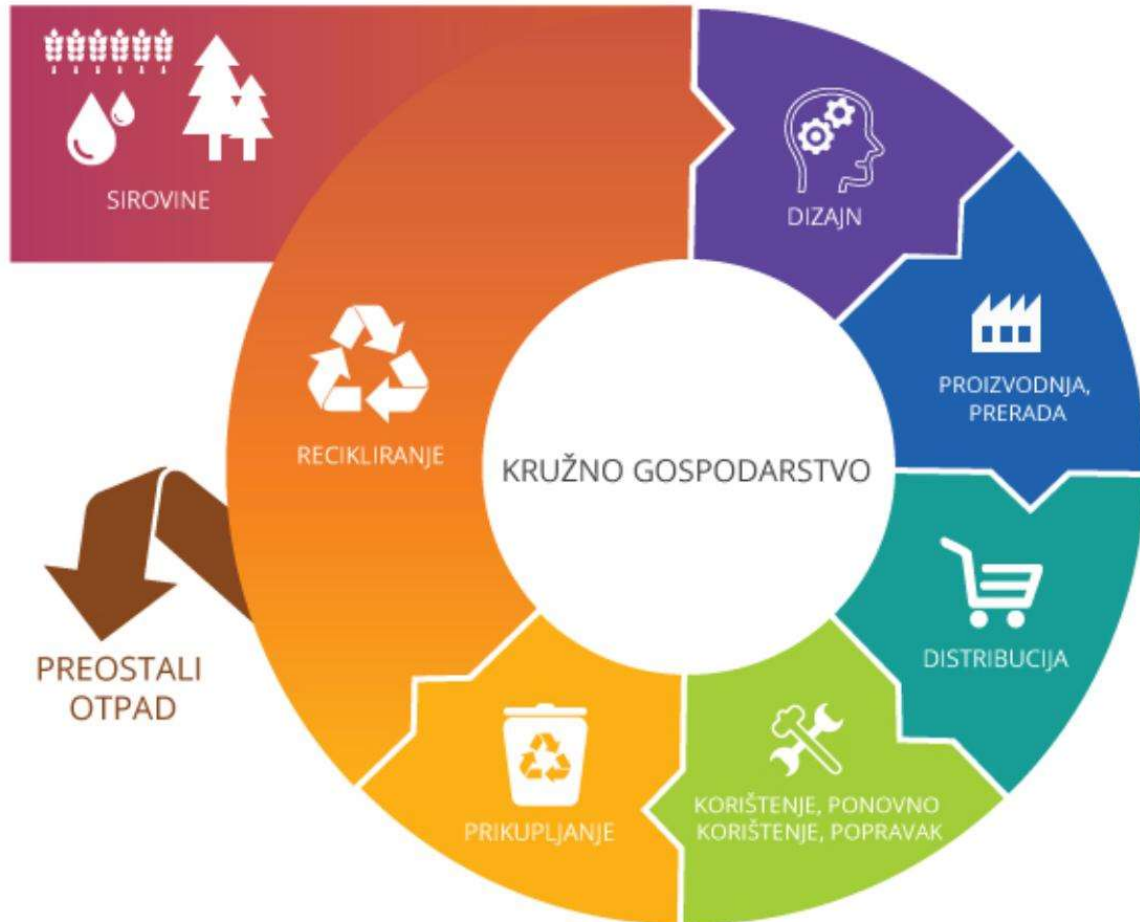 SIROVINE
DIZAJN
PROIZVODNJA,
PRERADA
RECIKLIRANJE
KRUŽNO GOSPODARSTVO
DISTRIBUCIJA
PREOSTALI
OTPAD
KORIŠTENJE, PONOVNO
KORIŠTENJE, POPRAVAK
PRIKUPLJANJE